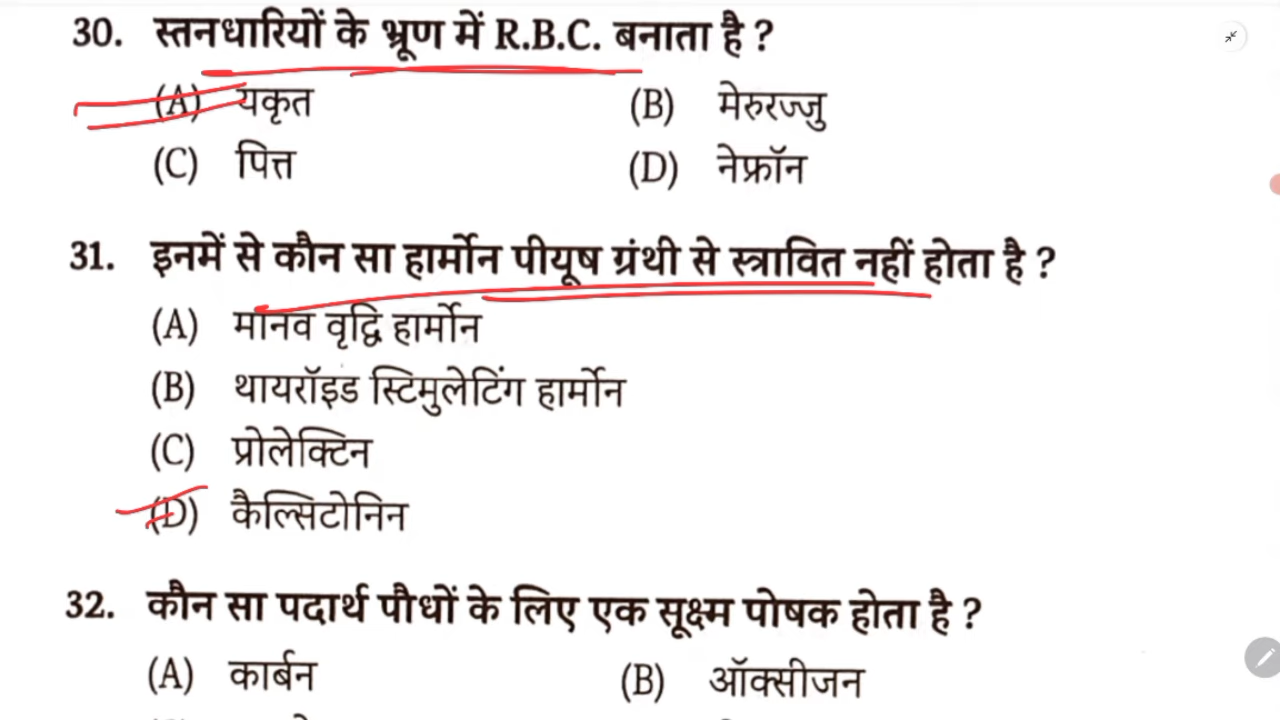 30. स्तनधारियों के भ्रूण में R.B.C. बनाता है ?
(A) यकृत (B) मेरुरज्जु
(C) पित्त (D) नेफ्रॉन
31. इनमें से कौन सा हार्मोन पीयूष ग्रंथी से स्त्रावित नहीं होता है ?
(A) मानव वृद्धि हार्मोन
(B) थायरॉइड स्टिमुलेटिंग हार्मोन
(C) प्रोलेक्टिन
(D) कैल्सिटोनिन
32. कौन सा पदार्थ पौधों के लिए एक सूक्ष्म पोषक होता है ?
(A) कार्बन (B) ऑक्सीजन